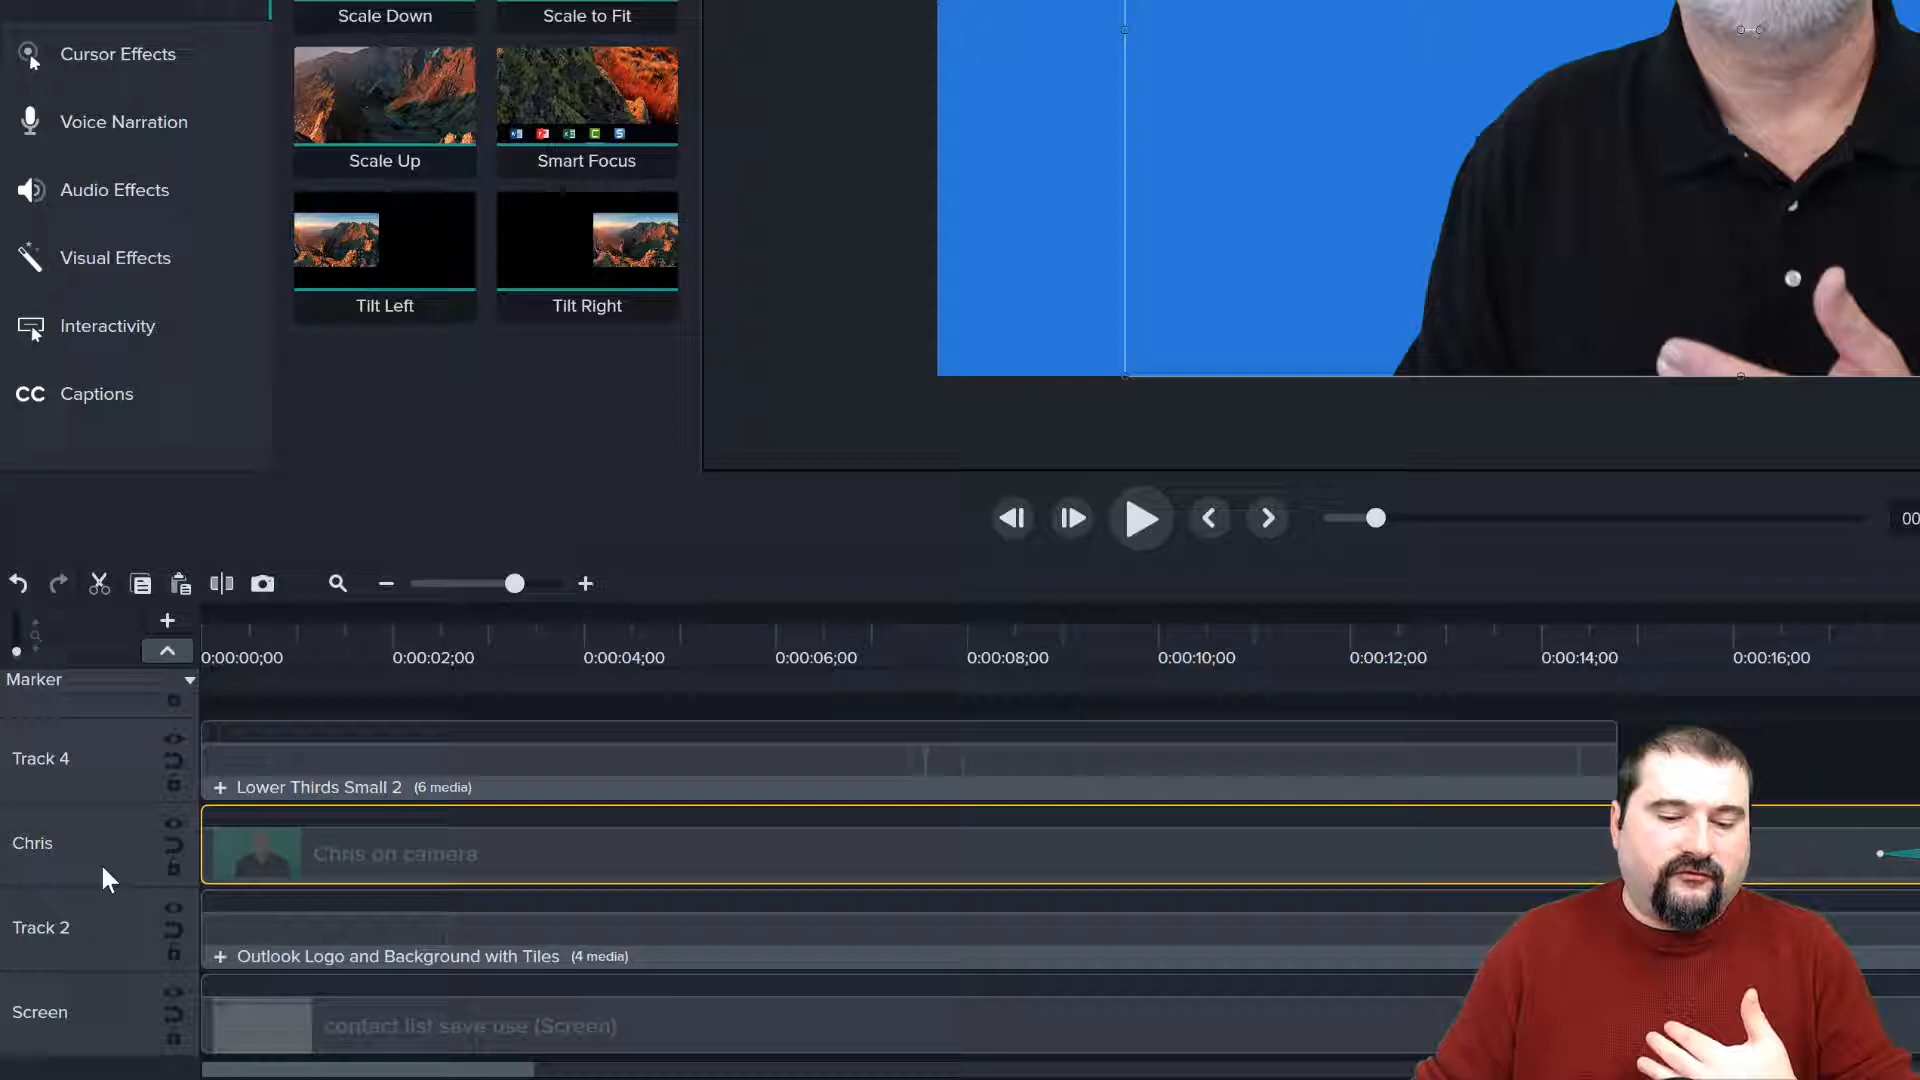 Scale Down
Scale to Fit
Cursor Effects
Voice Narration
Scale Up
Smart Focus
Audio Effects
Visual Effects
Tilt Left
Tilt Right
Interactivity
CC Captions
00
0:00:00;00
0:00:02;00
0:00:04;00
0:00:06;00
0:00:08;00
0:00:10;00
0:00:12;00
0:00:14;00
0:00:16;00
Marker
Track 4
+ Lower Thirds Small 2 (6 media)
Chris
Chris on camera
Track 2
+ Outlook Logo and Background with Tiles (4 media)
Screen
contact list save use (Screen)